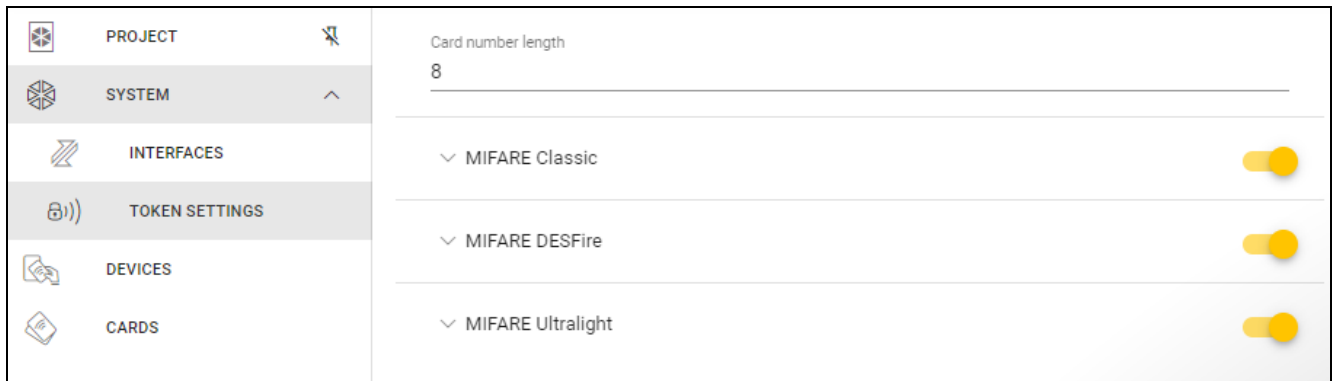 PROJECT
SYSTEM
INTERFACES
TOKEN SETTINGS
DEVICES
CARDS
Card number length
8
MIFARE Classic
MIFARE DESFire
MIFARE Ultralight